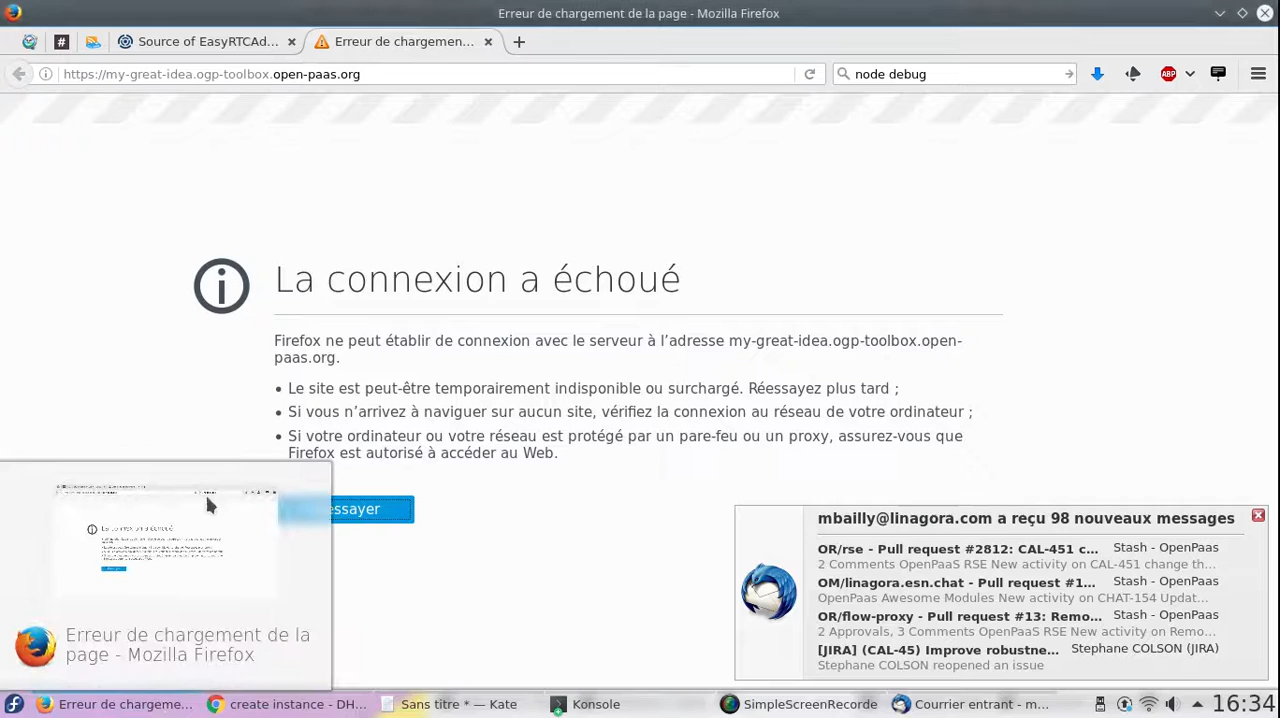 Erreur de chargement de la page - Mozilla Firefox
#
Source of EasyRTCAd...
Erreur de chargemen...
https://my-great-idea.ogp-toolbox.open-paas.org
node debug
ABP
La connexion a échoué
Firefox ne peut établir de connexion avec le serveur à l’adresse my-great-idea.ogp-toolbox.open-
paas.org.
• Le site est peut-être temporairement indisponible ou surchargé. Réessayez plus tard ;
• Si vous n’arrivez à naviguer sur aucun site, vérifiez la connexion au réseau de votre ordinateur ;
• Si votre ordinateur ou votre réseau est protégé par un pare-feu ou un proxy, assurez-vous que
Firefox est autorisé à accéder au Web.
essayer
Erreur de chargement de la
page - Mozilla Firefox
mbailly@linagora.com a reçu 98 nouveaux messages
OR/rse - Pull request #2812: CAL-451 c... Stash - OpenPaas
2 Comments OpenPaaS RSE New activity on CAL-451 change th...
OM/linagora.esn.chat - Pull request #1... Stash - OpenPaas
OpenPaas Awesome Modules New activity on CHAT-154 Updat...
OR/flow-proxy - Pull request #13: Remo... Stash - OpenPaas
2 Approvals, 3 Comments OpenPaaS RSE New activity on Remo...
[JIRA] (CAL-45) Improve robustne... Stephane COLSON (JIRA)
Stephane COLSON reopened an issue
Erreur de chargeme...
create instance - DH...
Sans titre * — Kate
Konsole
SimpleScreenRecorde
Courrier entrant - m...
16:34